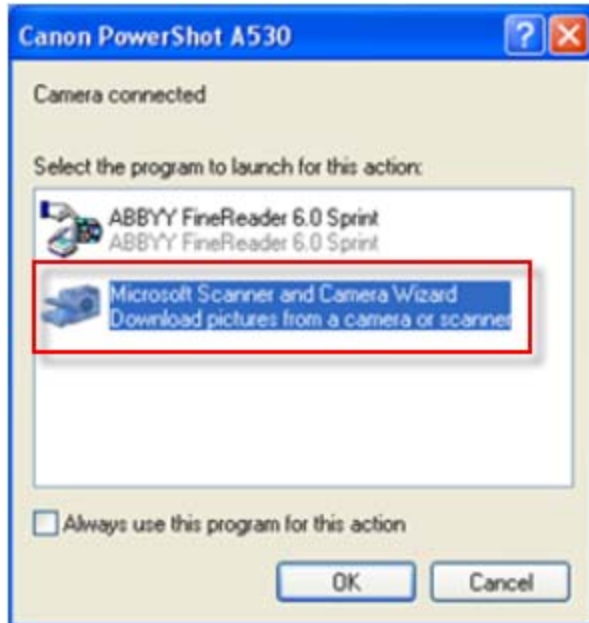 Canon PowerShot A530
Camera connected
Select the program to launch for this action:
ABBYY FineReader 6.0 Sprint
ABBYY FineReader 6.0 Sprint
Microsoft Scanner and Camera Wizard
Download pictures from a camera or scanner
Always use this program for this action
OK Cancel